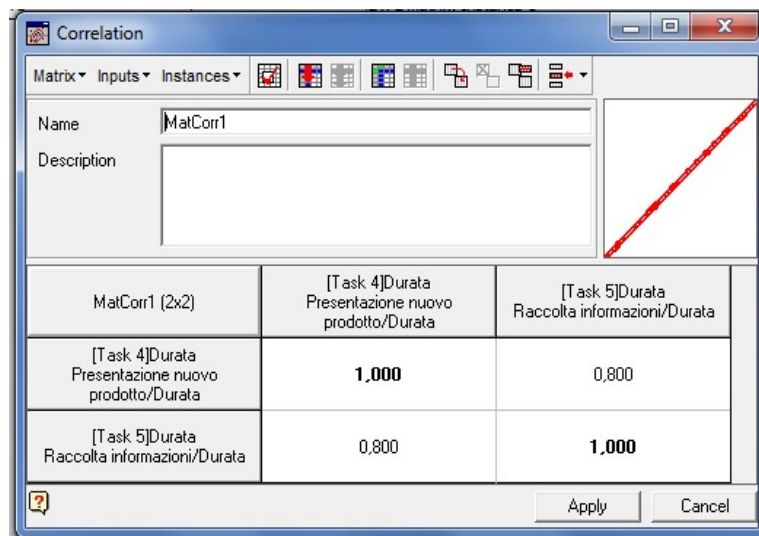 Correlation
Matrix Inputs Instances
Name MatCorr1
Description
MatCorr1 (2x2)
[Task 4]Durata
Presentazione nuovo
prodotto/Durata
[Task 5]Durata
Raccolta informazioni/Durata
[Task 4]Durata
Presentazione nuovo
prodotto/Durata
1,000
0,800
[Task 5]Durata
Raccolta informazioni/Durata
0,800
1,000
Apply Cancel